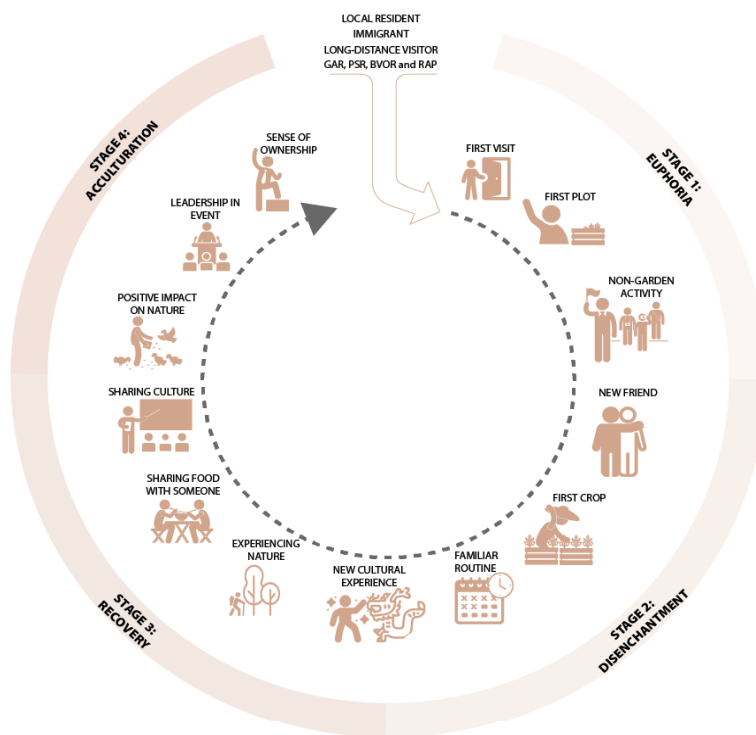 LOCAL RESIDENT
IMMIGRANT
LONG-DISTANCE VISITOR
GAR, PSR, BVOR and RAP
STAGE 1:
EUPHORIA
FIRST VISIT
FIRST PLOT
NON-GARDEN
ACTIVITY
NEW FRIEND
STAGE 2:
DISENCHANTMENT
FIRST CROP
FAMILIAR
ROUTINE
NEW CULTURAL
EXPERIENCE
STAGE 3:
RECOVERY
EXPERIENCING
NATURE
SHARING FOOD
WITH SOMEONE
SHARING CULTURE
STAGE 4:
ACCULTURATION
POSITIVE IMPACT
ON NATURE
LEADERSHIP IN
EVENT
SENSE OF
OWNERSHIP